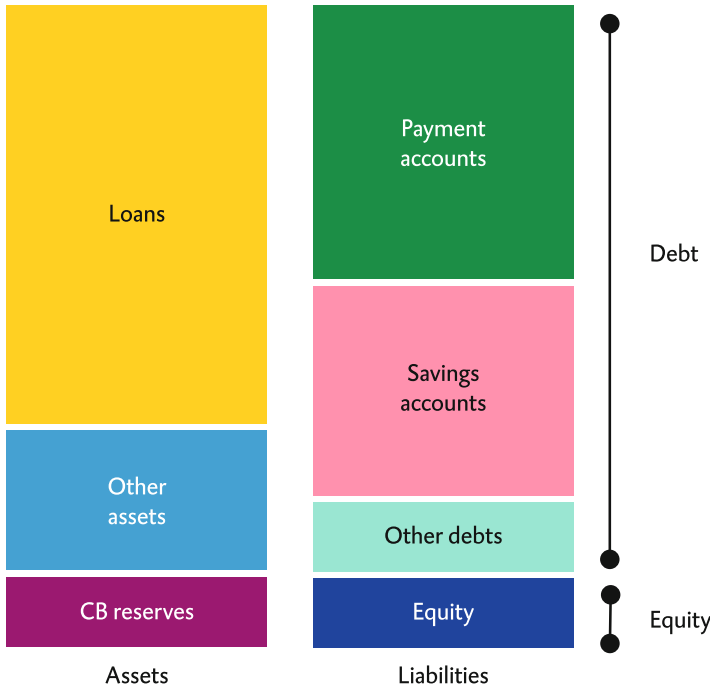 Loans
Other
assets
CB reserves
Assets
Payment
accounts
Savings
accounts
Other debts
Equity
Liabilities
Debt
Equity